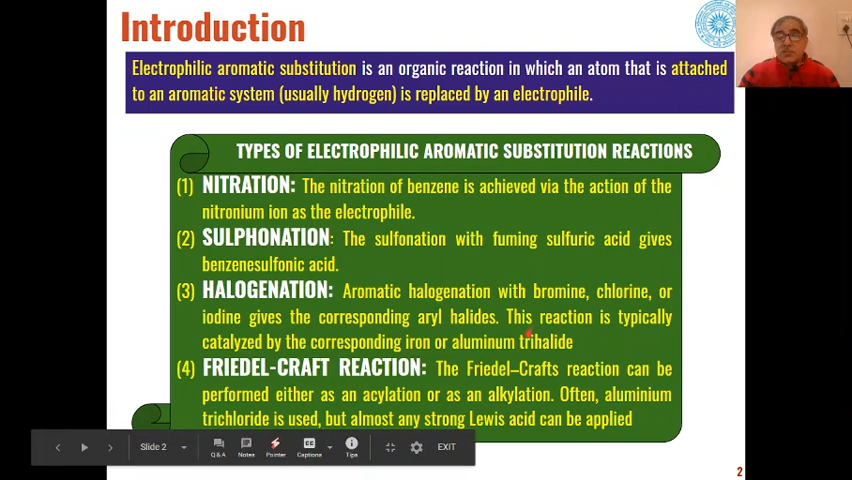 Introduction
Electrophilic aromatic substitution is an organic reaction in which an atom that is attached
to an aromatic system (usually hydrogen) is replaced by an electrophile.
TYPES OF ELECTROPHILIC AROMATIC SUBSTITUTION REACTIONS
(1) NITRATION: The nitration of benzene is achieved via the action of the
nitronium ion as the electrophile.
(2) SULPHONATION: The sulfonation with fuming sulfuric acid gives
benzenesulfonic acid.
(3) HALOGENATION: Aromatic halogenation with bromine, chlorine, or
iodine gives the corresponding aryl halides. This reaction is typically
catalyzed by the corresponding iron or aluminum trihalide
(4) FRIEDEL-CRAFT REACTION: The Friedel–Crafts reaction can be
performed either as an acylation or as an alkylation. Often, aluminium
trichloride is used, but almost any strong Lewis acid can be applied
Slide 2
Q&A Notes Pointer Captions Tips
EXIT
2